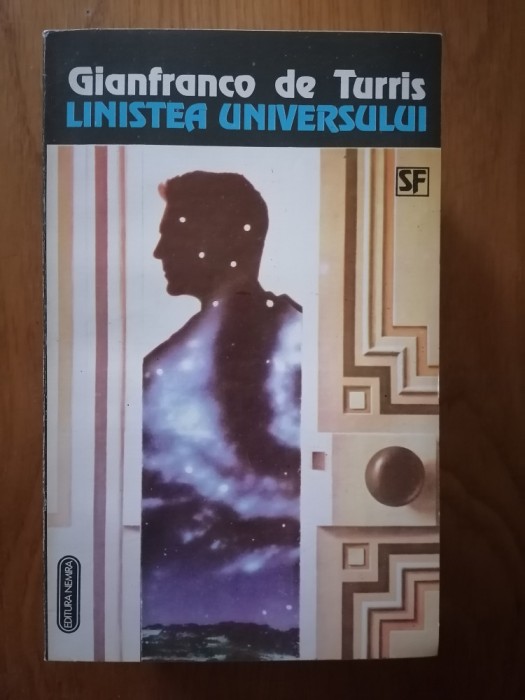 Gianfranco de Turris
LINISTEA UNIVERSULUI
SF
EDITURA NEMIRA